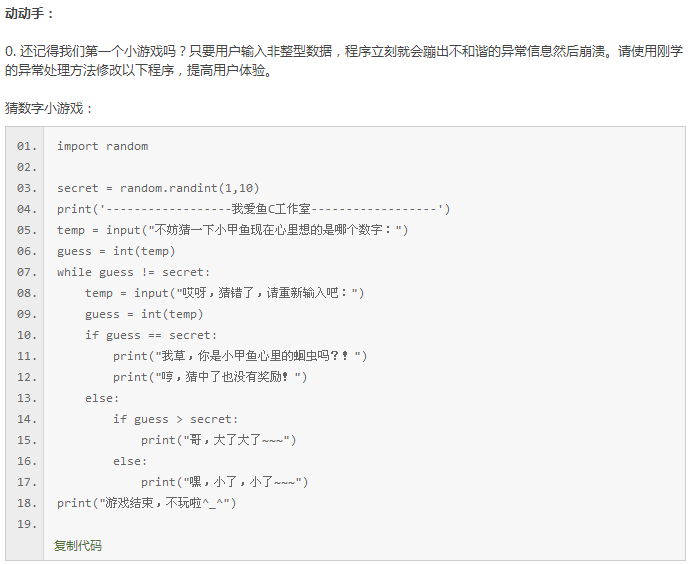 动动手：
0. 还记得我们第一个小游戏吗？只要用户输入非整型数据，程序立刻就会蹦出不和谐的异常信息然后崩溃。请使用刚学
的异常处理方法修改以下程序，提高用户体验。
猜数字小游戏：
01. import random
02.
03. secret = random.randint(1,10)
04. print('------------------我爱鱼C工作室------------------')
05. temp = input("不妨猜一下小甲鱼现在心里想的是哪个数字：")
06. guess = int(temp)
07. while guess != secret:
08.     temp = input("哎呀，猜错了，请重新输入吧：")
09.     guess = int(temp)
10.     if guess == secret:
11.         print("我草，你是小甲鱼心里的蛔虫吗？！")
12.         print("哼，猜中了也没有奖励！")
13.     else:
14.         if guess > secret:
15.             print("哥，大了大了~~~")
16.         else:
17.             print("嘿，小了，小了~~~")
18. print("游戏结束，不玩啦^_^")
19.
复制代码